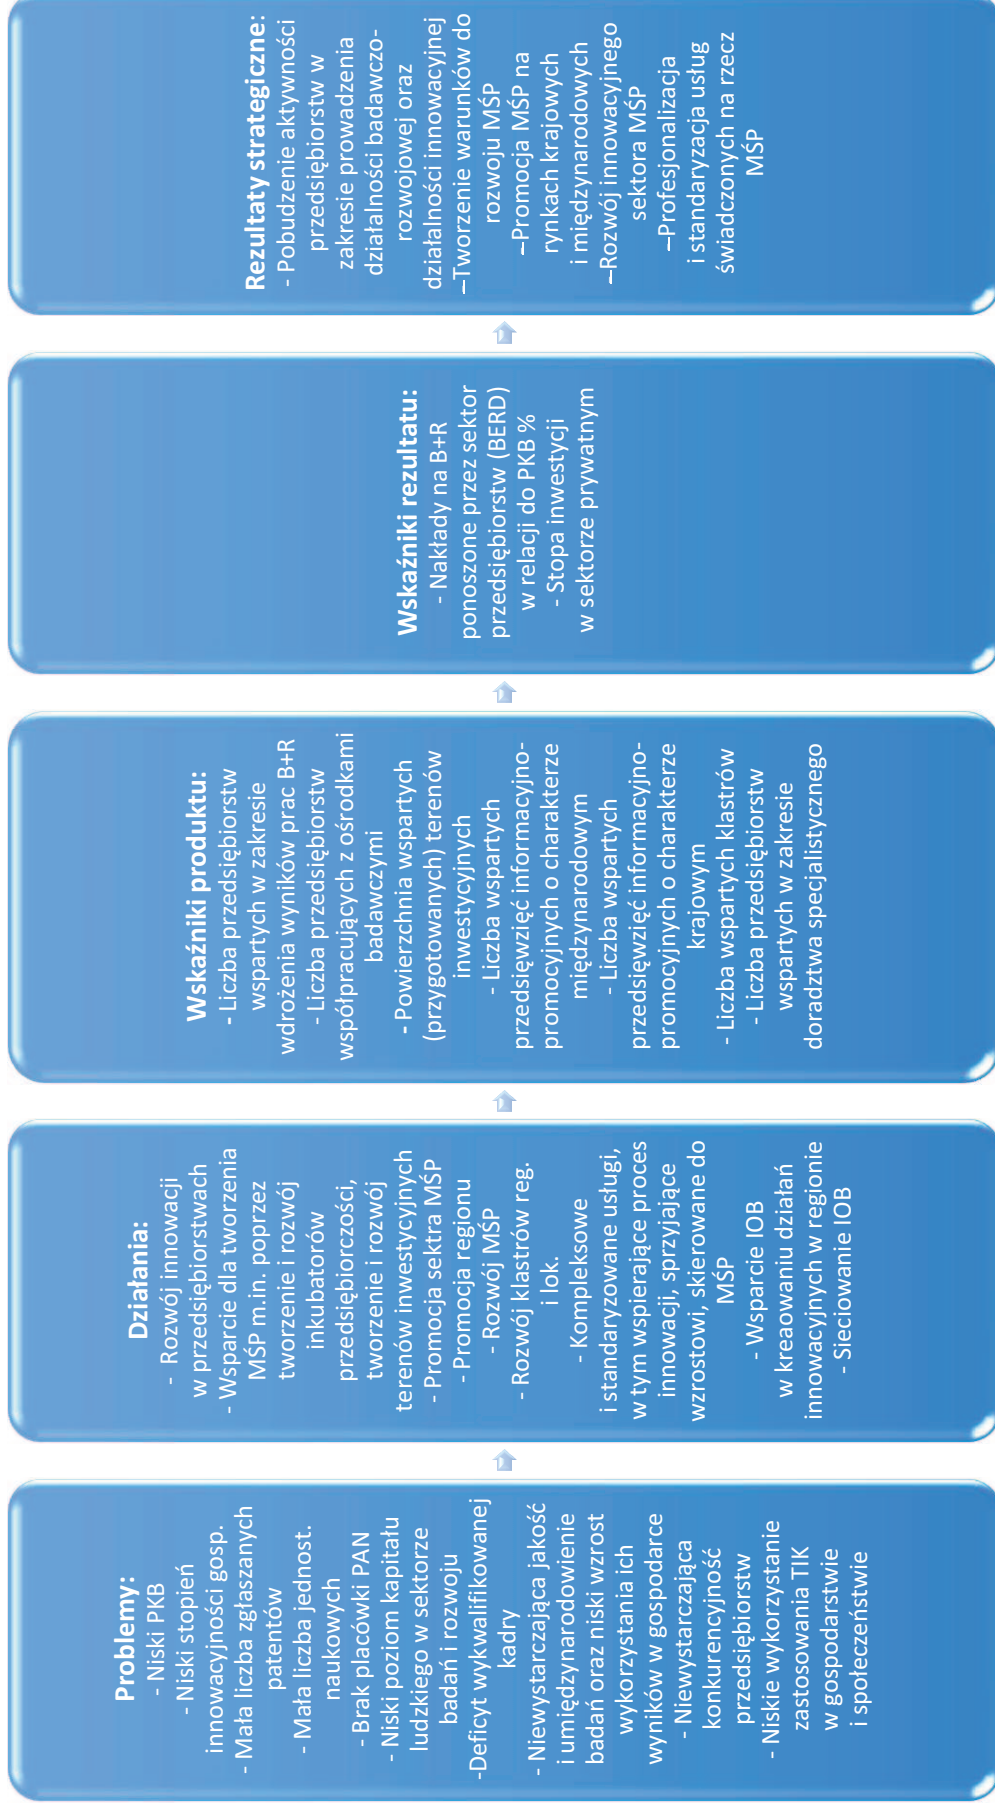 Problemy:
- Niski PKB
- Niski stopień
innowacyjności gosp.
- Mała liczba zgłaszanych
patentów
- Mała liczba jednost.
naukowych
- Brak placówki PAN
- Niski poziom kapitału
ludzkiego w sektorze
badań i rozwoju
-Deficyt wykwalifikowanej
kadry
- Niewystarczająca jakość
i umiędzynarodowienie
badań oraz niski wzrost
wykorzystania ich
wyników w gospodarce
- Niewystarczająca
konkurencyjność
przedsiębiorstw
- Niskie wykorzystanie
zastosowania TIK
w gospodarstwie
i społeczeństwie
Działania:
- Rozwój innowacji
w przedsiębiorstwach
- Wsparcie dla tworzenia
MŚP m.in. poprzez
tworzenie i rozwój
inkubatorów
przedsiębiorczości,
tworzenie i rozwój
terenów inwestycyjnych
- Promocja sektra MŚP
- Promocja regionu
- Rozwój MŚP
- Rozwój klastrów reg.
i lok.
- Kompleksowe
i standaryzowane usługi,
w tym wspierające proces
innowacji, sprzyjające
wzrostowi, skierowane do
MŚP
- Wsparcie IOB
w kreaowaniu działań
innowacyjnych w regionie
- Sieciowanie IOB
Wskaźniki produktu:
- Liczba przedsiębiorstw
wspartych w zakresie
wdrożenia wyników prac B+R
- Liczba przedsiębiorstw
współpracujących z ośrodkami
badawczymi
- Powierzchnia wspartych
(przygotowanych) terenów
inwestycyjnych
- Liczba wspartych
przedsięwzięć informacyjno-
promocyjnych o charakterze
międzynarodowym
- Liczba wspartych
przedsięwzięć informacyjno-
promocyjnych o charakterze
krajowym
- Liczba wspartych klastrów
- Liczba przedsiębiorstw
wspartych w zakresie
doradztwa specjalistycznego
Wskaźniki rezultatu:
- Nakłady na B+R
ponoszone przez sektor
przedsiębiorstw (BERD)
w relacji do PKB %
- Stopa inwestycji
w sektorze prywatnym
Rezultaty strategiczne:
- Pobudzenie aktywności
przedsiębiorstw w
zakresie prowadzenia
działalności badawczo-
rozwojowej oraz
działalności innowacyjnej
–Tworzenie warunków do
rozwoju MŚP
–Promocja MŚP na
rynkach krajowych
i międzynarodowych
–Rozwój innowacyjnego
sektora MŚP
–Profesjonalizacja
i standaryzacja usług
świadczonych na rzecz
MŚP